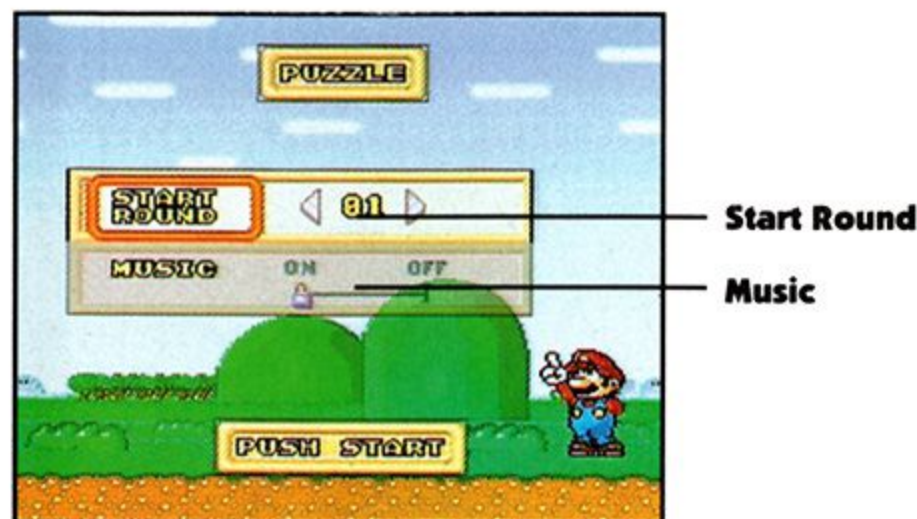 PUZZLE
START
ROUND
01
Start Round
MUSIC
ON OFF
Music
PUSH START